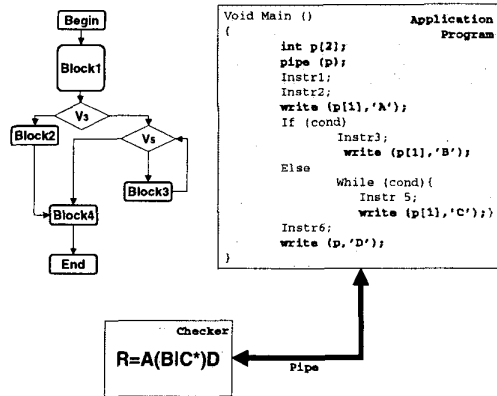 Begin
Block1
V3
Block2
V5
Block3
Block4
End
Void Main ()
Application
Program
{
int p[2];
pipe (p);
Instr1;
Instr2;
write (p[1],'A');
If (cond)
Instr3;
write (p[1],'B');
Else
While (cond){
Instr 5;
write (p[1],'C');}
Instr6;
write (p,'D');
}
Checker
R=A(B|C*)D
Pipe